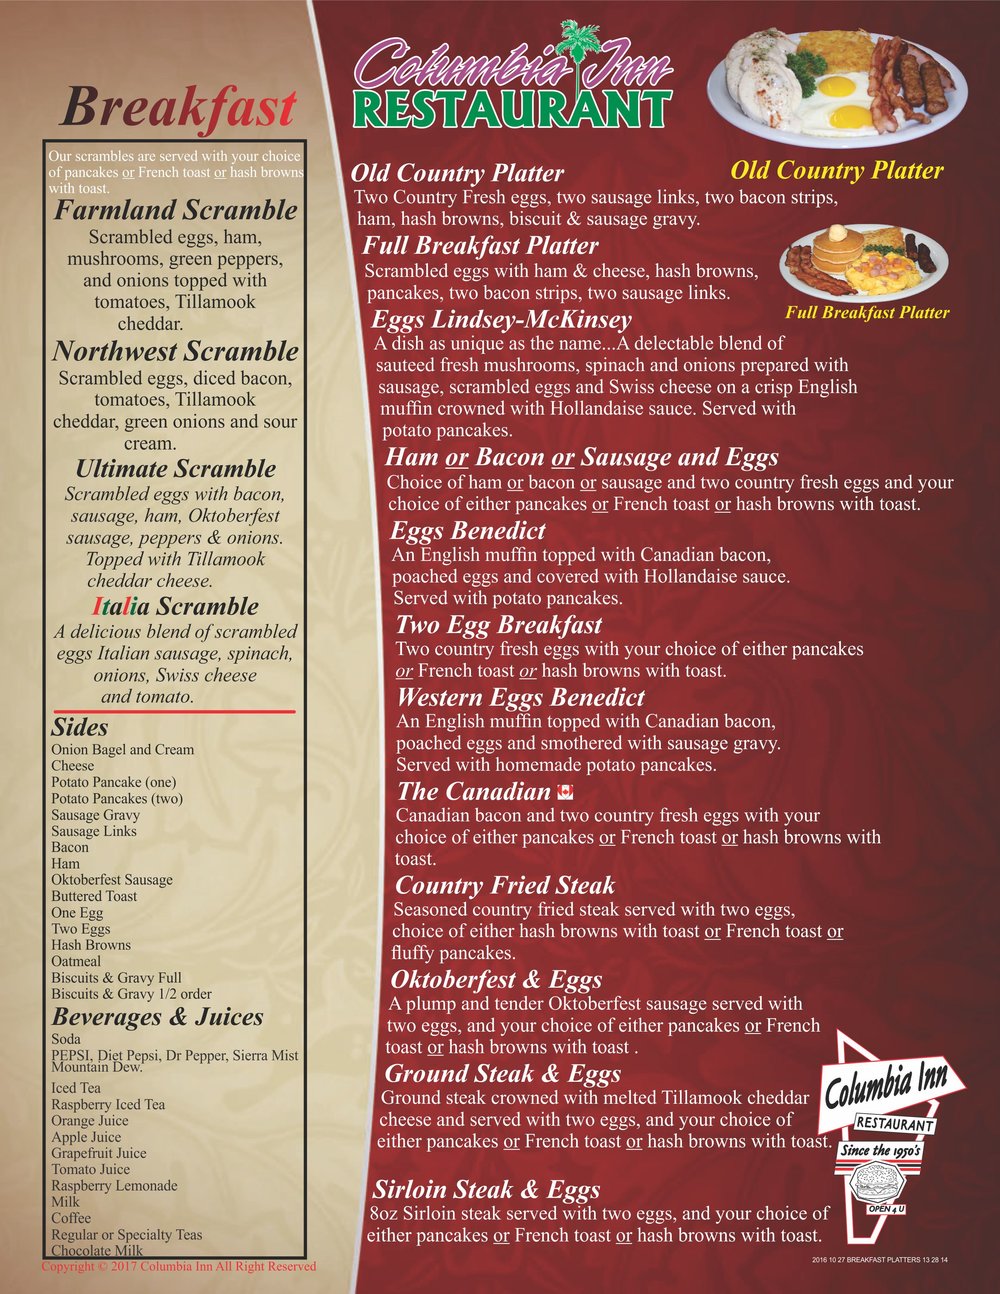 Breakfast
Our scrambles are served with your choice
of pancakes or French toast or hash browns
with toast.
Farmland Scramble
Scrambled eggs, ham,
mushrooms, green peppers,
and onions topped with
tomatoes, Tillamook
cheddar.
Northwest Scramble
Scrambled eggs, diced bacon,
tomatoes, Tillamook
cheddar, green onions and sour
cream.
Ultimate Scramble
Scrambled eggs with bacon,
sausage, ham, Oktoberfest
sausage, peppers & onions.
Topped with Tillamook
cheddar cheese.
Italia Scramble
A delicious blend of scrambled
eggs Italian sausage, spinach,
onions, Swiss cheese
and tomato.
Sides
Onion Bagel and Cream
Cheese
Potato Pancake (one)
Potato Pancakes (two)
Sausage Gravy
Sausage Links
Bacon
Ham
Oktoberfest Sausage
Buttered Toast
One Egg
Two Eggs
Hash Browns
Oatmeal
Biscuits & Gravy Full
Biscuits & Gravy 1/2 order
Beverages & Juices
Soda
PEPSI, Diet Pepsi, Dr Pepper, Sierra Mist
Mountain Dew.
Iced Tea
Raspberry Iced Tea
Orange Juice
Apple Juice
Grapefruit Juice
Tomato Juice
Raspberry Lemonade
Milk
Coffee
Regular or Specialty Teas
Chocolate Milk
Copyright © 2017 Columbia Inn All Right Reserved
Columbia Inn
RESTAURANT
Old Country Platter
Two Country Fresh eggs, two sausage links, two bacon strips,
ham, hash browns, biscuit & sausage gravy.
Old Country Platter
Full Breakfast Platter
Scrambled eggs with ham & cheese, hash browns,
pancakes, two bacon strips, two sausage links.
Full Breakfast Platter
Eggs Lindsey-McKinsey
A dish as unique as the name...A delectable blend of
sauteed fresh mushrooms, spinach and onions prepared with
sausage, scrambled eggs and Swiss cheese on a crisp English
muffin crowned with Hollandaise sauce. Served with
potato pancakes.
Ham or Bacon or Sausage and Eggs
Choice of ham or bacon or sausage and two country fresh eggs and your
choice of either pancakes or French toast or hash browns with toast.
Eggs Benedict
An English muffin topped with Canadian bacon,
poached eggs and covered with Hollandaise sauce.
Served with potato pancakes.
Two Egg Breakfast
Two country fresh eggs with your choice of either pancakes
or French toast or hash browns with toast.
Western Eggs Benedict
An English muffin topped with Canadian bacon,
poached eggs and smothered with sausage gravy.
Served with homemade potato pancakes.
The Canadian
Canadian bacon and two country fresh eggs with your
choice of either pancakes or French toast or hash browns with
toast.
Country Fried Steak
Seasoned country fried steak served with two eggs,
choice of either hash browns with toast or French toast or
fluffy pancakes.
Oktoberfest & Eggs
A plump and tender Oktoberfest sausage served with
two eggs, and your choice of either pancakes or French
toast or hash browns with toast .
Ground Steak & Eggs
Ground steak crowned with melted Tillamook cheddar
cheese and served with two eggs, and your choice of
either pancakes or French toast or hash browns with toast.
Sirloin Steak & Eggs
8oz Sirloin steak served with two eggs, and your choice of
either pancakes or French toast or hash browns with toast.
Columbia Inn
RESTAURANT
Since the 1950's
OPEN 4 U
2016 10 27 BREAKFAST PLATTERS 13 28 14